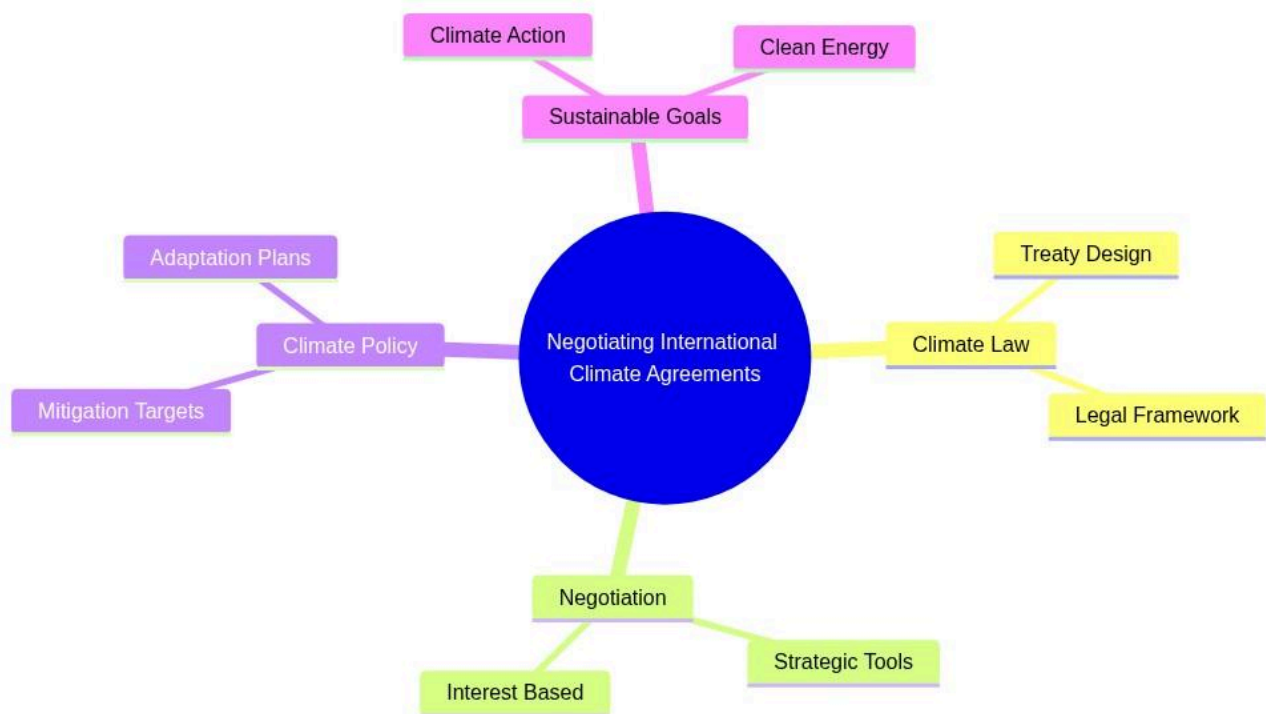 Climate Action
Clean Energy
Sustainable Goals
Adaptation Plans
Climate Policy
Mitigation Targets
Negotiating International
Climate Agreements
Treaty Design
Climate Law
Legal Framework
Negotiation
Strategic Tools
Interest Based